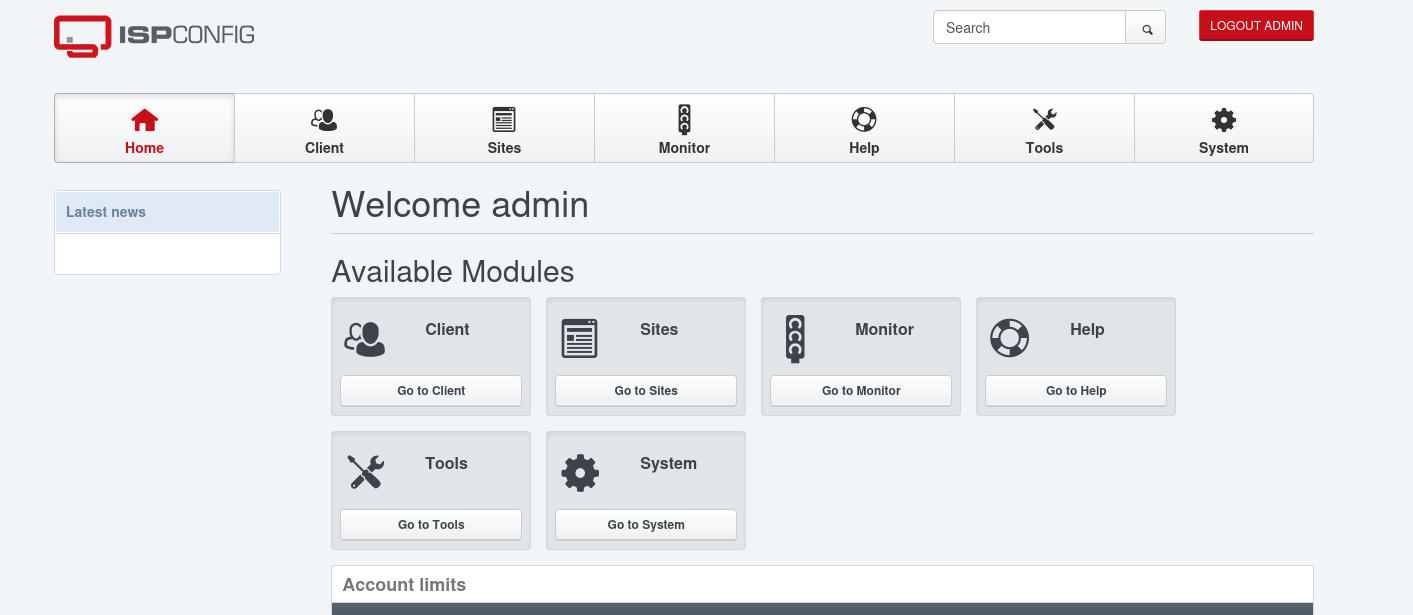 ISPCONFIG
Search
LOGOUT ADMIN
Home
Client
Sites
Monitor
Help
Tools
System
Latest news
Welcome admin
Available Modules
Client
Go to Client
Sites
Go to Sites
Monitor
Go to Monitor
Help
Go to Help
Tools
Go to Tools
System
Go to System
Account limits